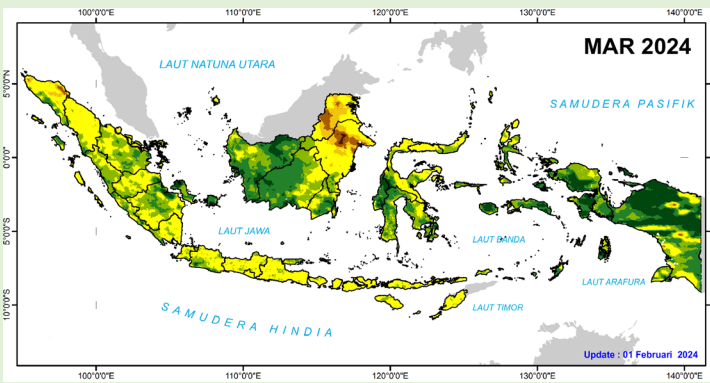 100°0'0"E 110°0'0"E 120°0'0"E 130°0'0"E 140°0'0"E
MAR 2024
LAUT NATUNA UTARA
5°0'0"N
SAMUDERA PASIFIK
0°0'0"
LAUT JAWA
LAUT BANDA
5°0'0"S
LAUT ARAFURA
SAMUDERA HINDIA
LAUT TIMOR
10°0'0"S
Update : 01 Februari 2024
100°0'0"E 110°0'0"E 120°0'0"E 130°0'0"E 140°0'0"E